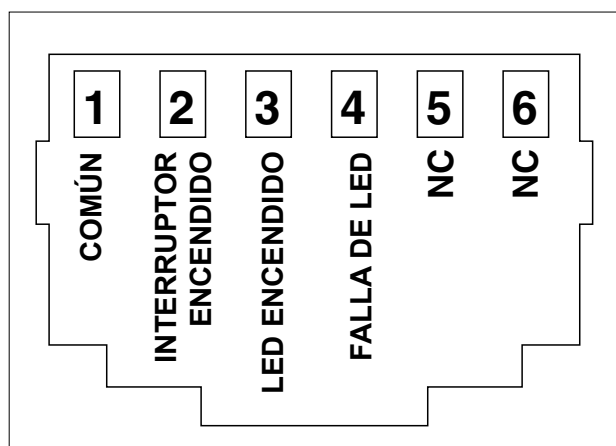 1 2 3 4 5 6
COMÚN
INTERRUPTOR
ENCENDIDO
LED ENCENDIDO
FALLA DE LED
NC
NC